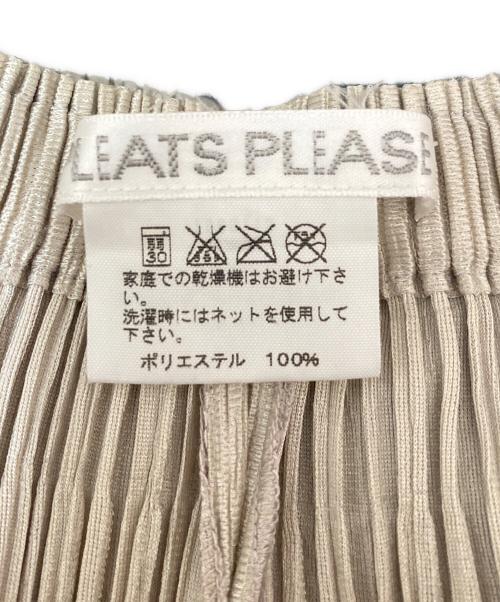 LEATS PLEASE
弱
30
家庭での乾燥機はお避け下さ
い。
洗濯時にはネットを使用して
下さい。
ポリエステル 100%